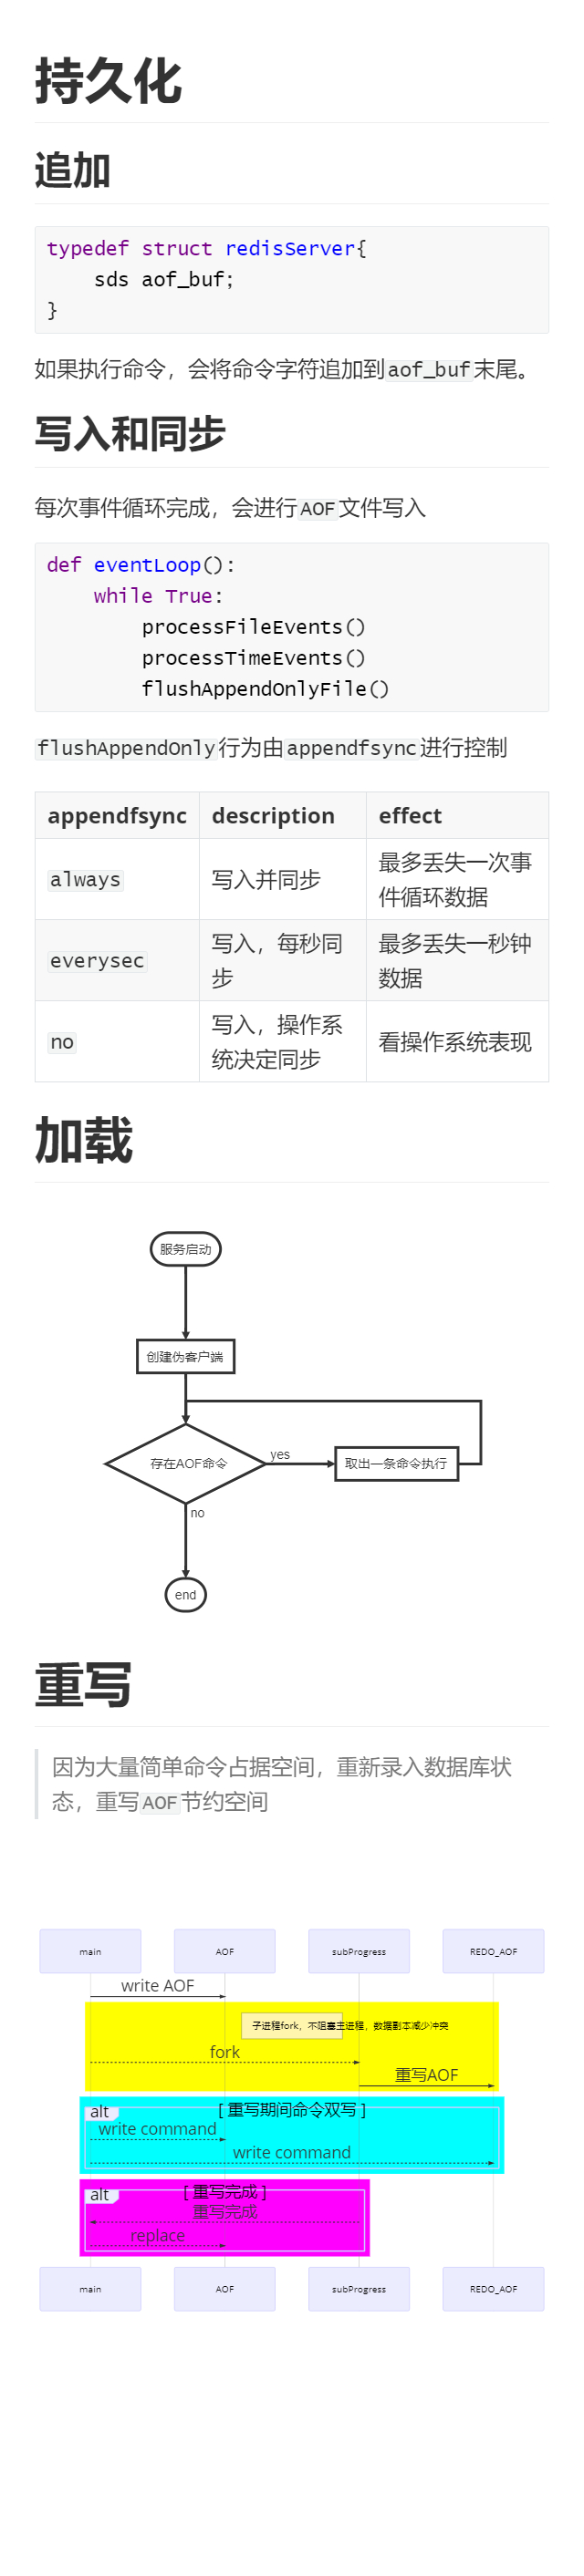 持久化
追加
typedef struct redisServer{
    sds aof_buf;
}
如果执行命令，会将命令字符追加到aof_buf末尾。
写入和同步
每次事件循环完成，会进行AOF文件写入
def eventLoop():
    while True:
        processFileEvents()
        processTimeEvents()
        flushAppendOnlyFile()
flushAppendOnly行为由appendfsync进行控制
appendfsync description effect
always 写入并同步 最多丢失一次事件循环数据
everysec 写入，每秒同步 最多丢失一秒钟数据
no 写入，操作系统决定同步 看操作系统表现
加载
服务启动
创建伪客户端
存在AOF命令
yes
取出一条命令执行
no
end
重写
因为大量简单命令占据空间，重新录入数据库状
态，重写AOF节约空间
main AOF subProgress REDO_AOF
write AOF
子进程fork，不阻塞主进程，数据副本减少冲突
fork
重写AOF
alt [ 重写期间命令双写 ]
write command
write command
alt [ 重写完成 ]
重写完成
replace
main AOF subProgress REDO_AOF